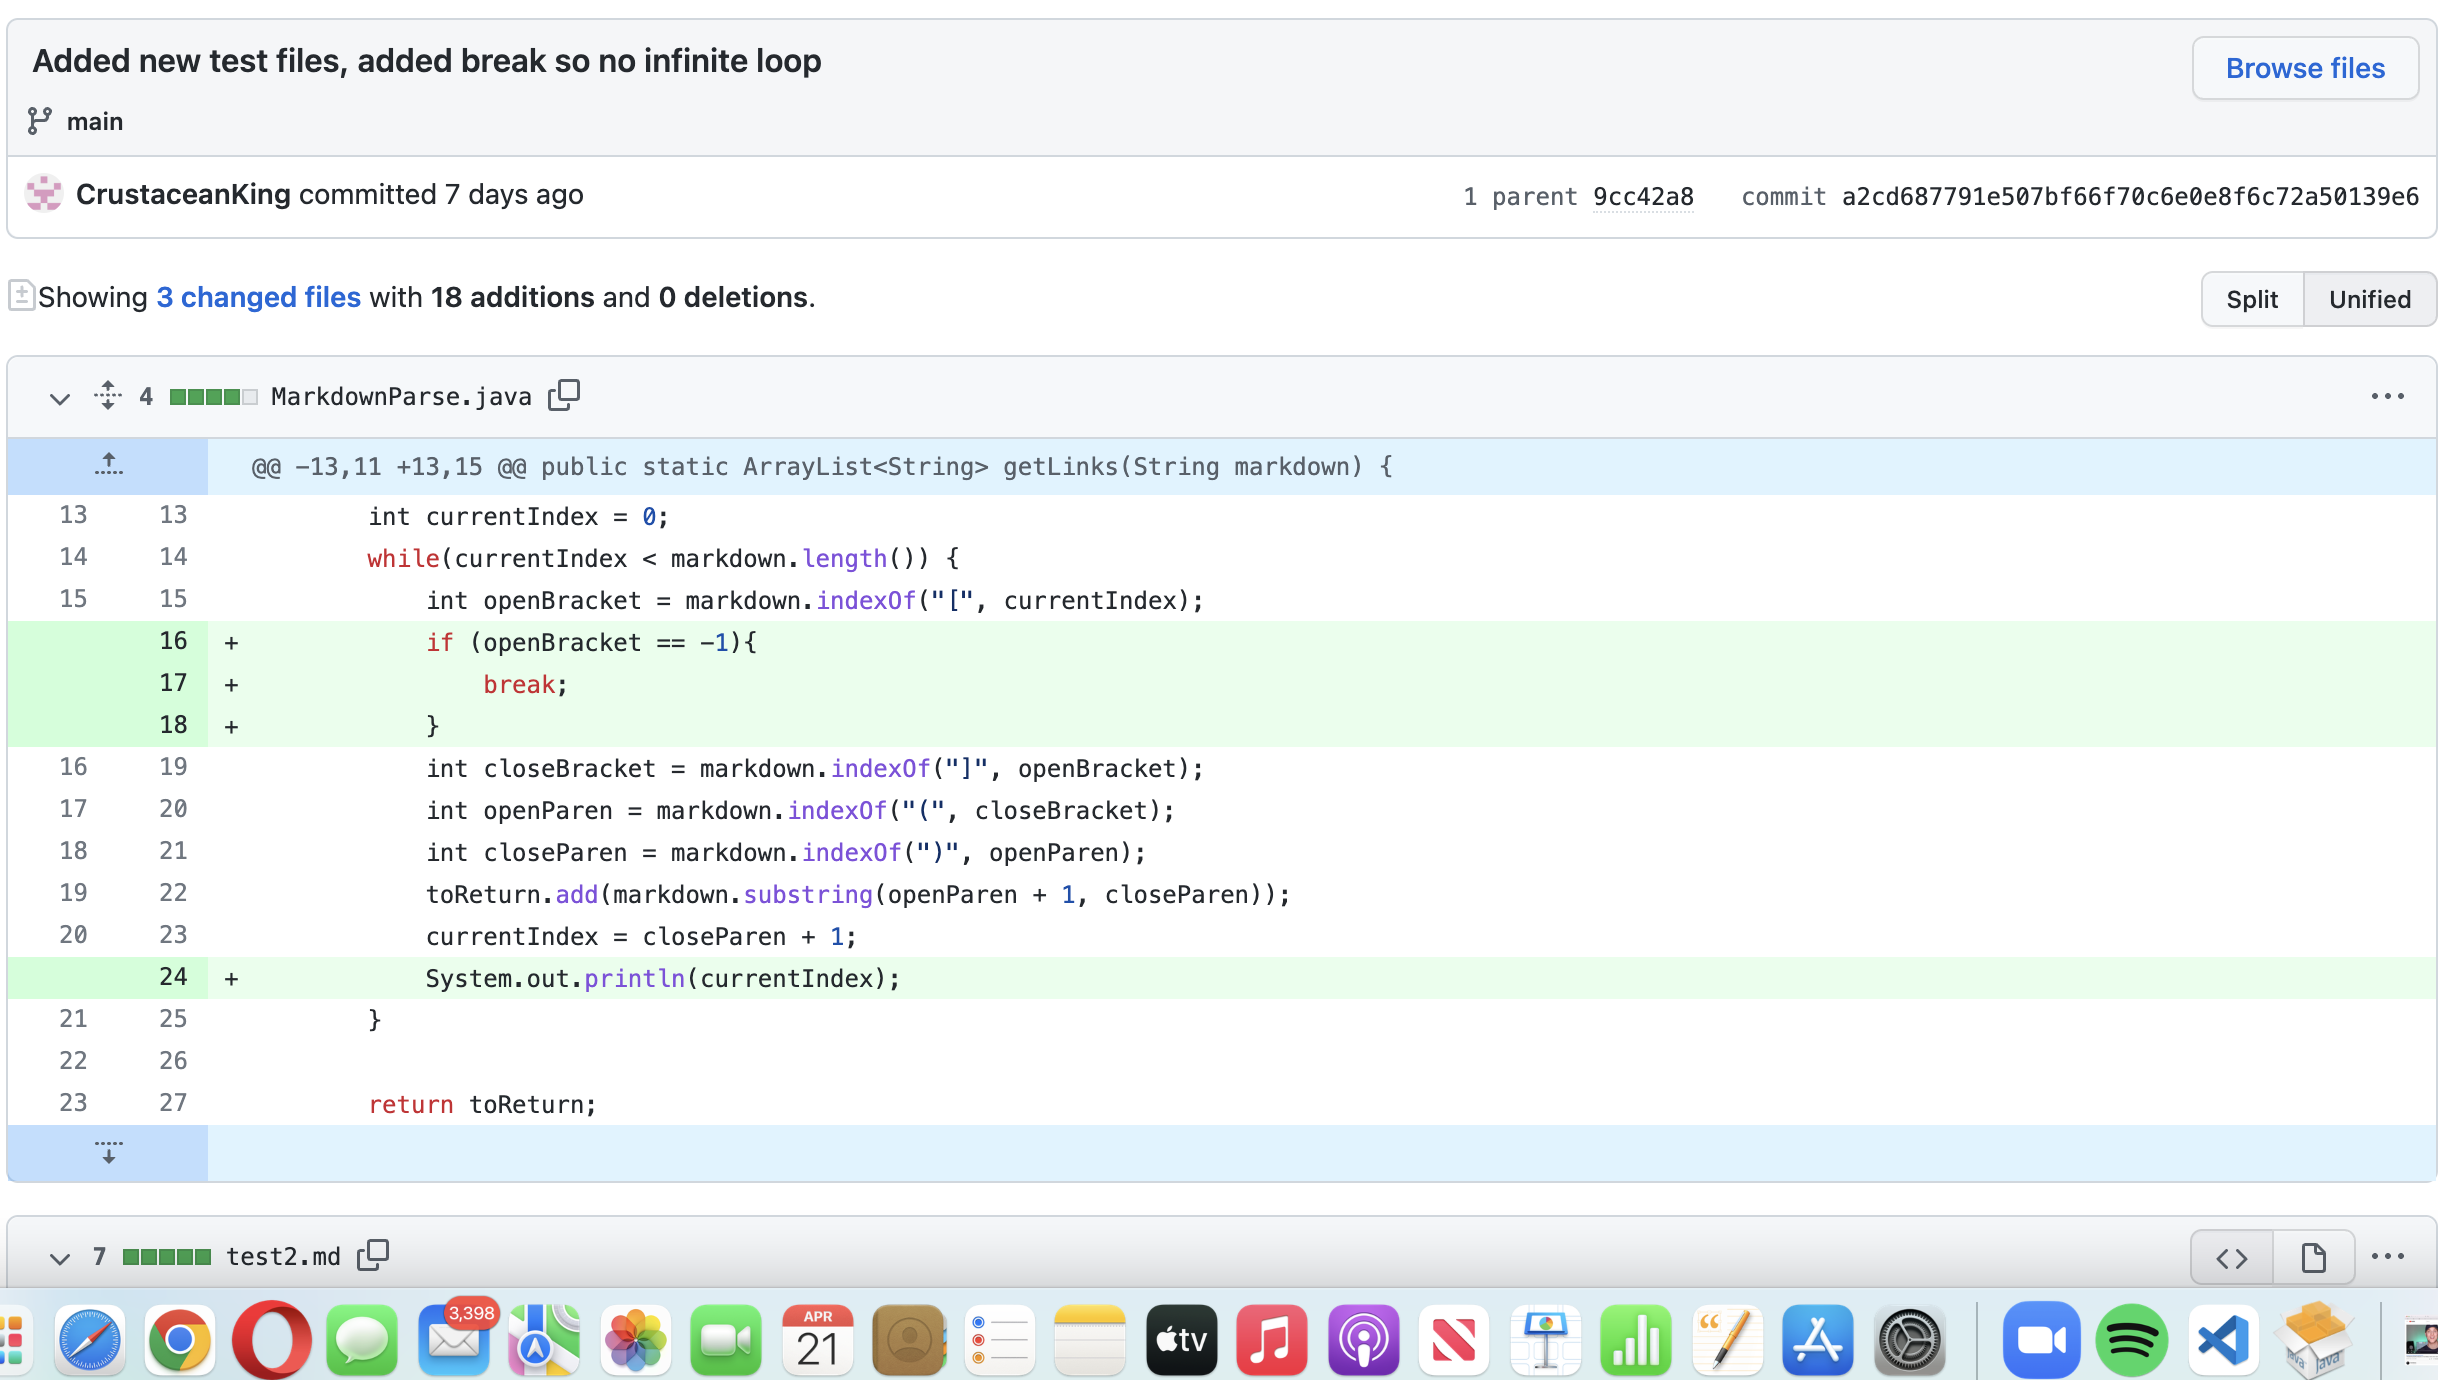 Added new test files, added break so no infinite loop
Browse files
main
CrustaceanKing committed 7 days ago
1 parent 9cc42a8 commit a2cd687791e507bf66f70c6e0e8f6c72a50139e6
Showing 3 changed files with 18 additions and 0 deletions.
Split Unified
4 MarkdownParse.java
@@ -13,11 +13,15 @@ public static ArrayList<String> getLinks(String markdown) {
13 13 int currentIndex = 0;
14 14 while(currentIndex < markdown.length()) {
15 15 int openBracket = markdown.indexOf("[", currentIndex);
16 + if (openBracket == -1){
17 + break;
18 + }
16 19 int closeBracket = markdown.indexOf("]", openBracket);
17 20 int openParen = markdown.indexOf("(", closeBracket);
18 21 int closeParen = markdown.indexOf(")", openParen);
19 22 toReturn.add(markdown.substring(openParen + 1, closeParen));
20 23 currentIndex = closeParen + 1;
24 + System.out.println(currentIndex);
21 25 }
22 26
23 27 return toReturn;
7 test2.md
3,398
APR
21
tv
Java Java